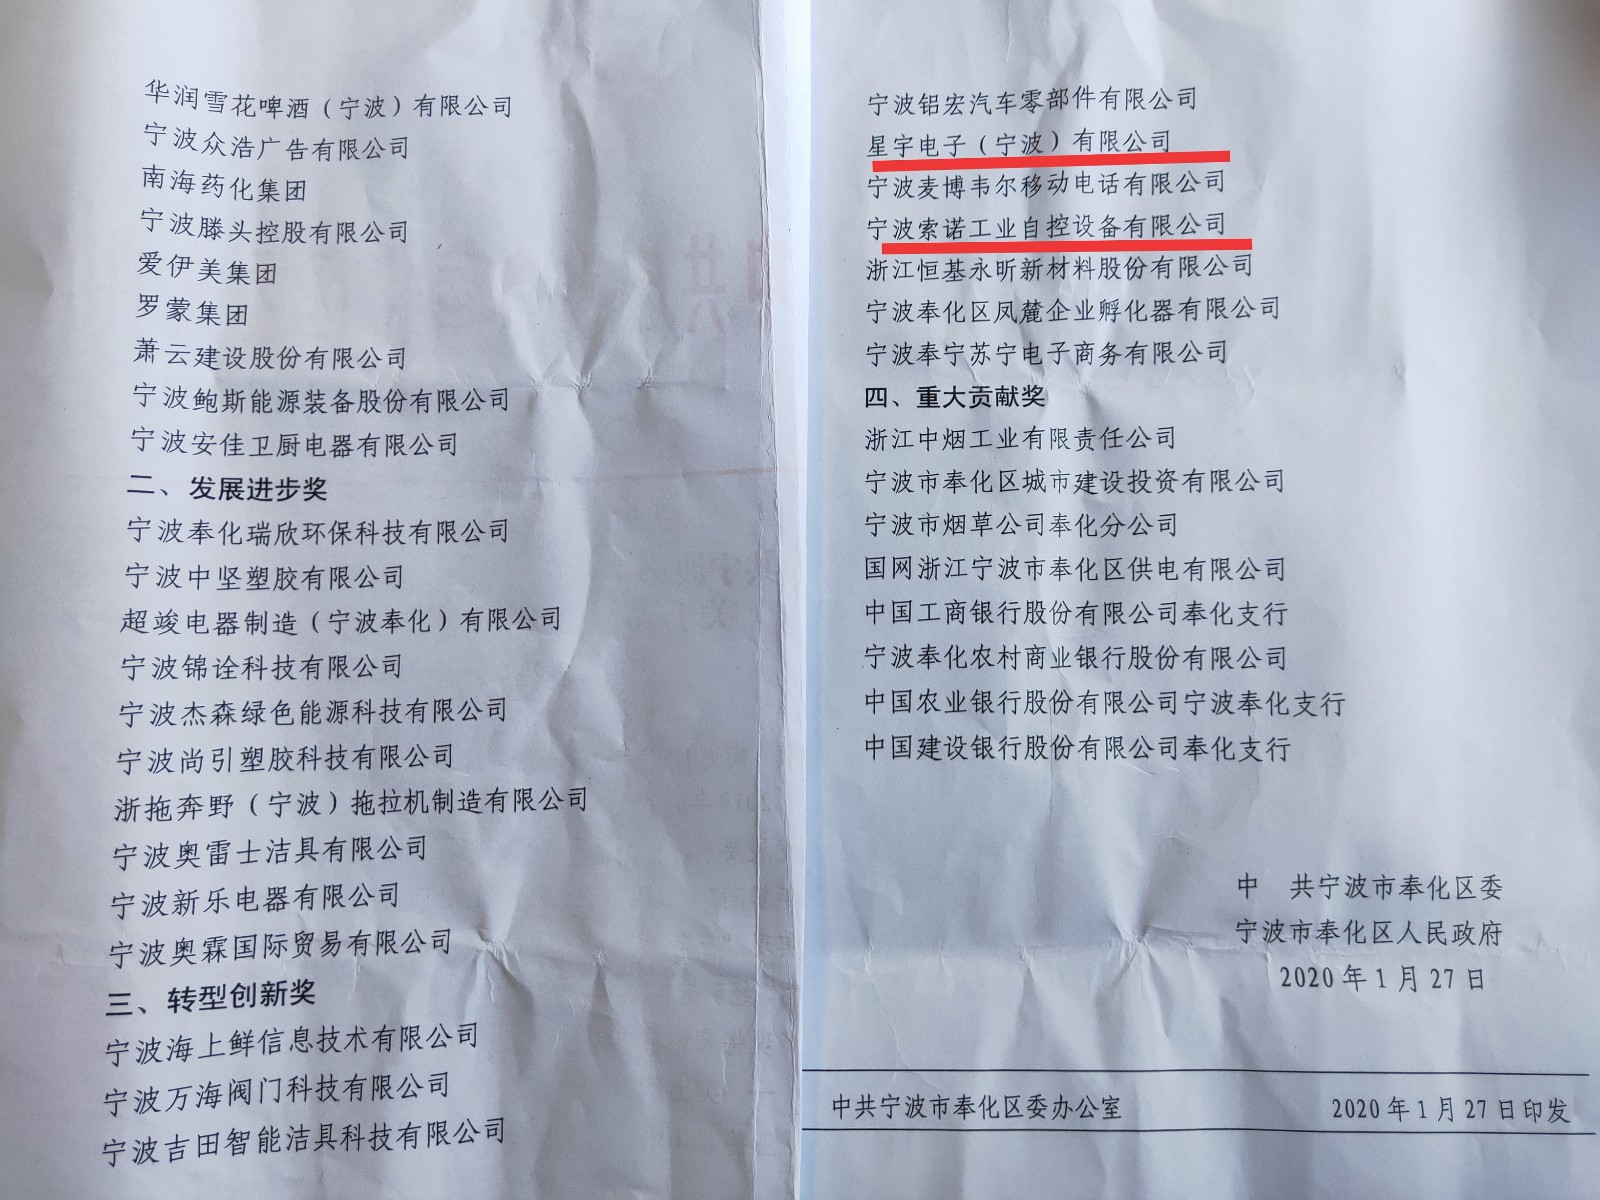 华润雪花啤酒（宁波）有限公司
宁波众浩广告有限公司
南海药化集团
宁波滕头控股有限公司
爱伊美集团
罗蒙集团
萧云建设股份有限公司
宁波鲍斯能源装备股份有限公司
宁波安佳卫厨电器有限公司
二、发展进步奖
宁波奉化瑞欣环保科技有限公司
宁波中坚塑胶有限公司
超竣电器制造（宁波奉化）有限公司
宁波锦诠科技有限公司
宁波杰森绿色能源科技有限公司
宁波尚引塑胶科技有限公司
浙拖奔野（宁波）拖拉机制造有限公司
宁波奥雷士洁具有限公司
宁波新乐电器有限公司
宁波奥霖国际贸易有限公司
三、转型创新奖
宁波海上鲜信息技术有限公司
宁波万海阀门科技有限公司
宁波吉田智能洁具科技有限公司
宁波铝宏汽车零部件有限公司
星宇电子（宁波）有限公司
宁波麦博韦尔移动电话有限公司
宁波索诺工业自控设备有限公司
浙江恒基永昕新材料股份有限公司
宁波奉化区凤麓企业孵化器有限公司
宁波奉宁苏宁电子商务有限公司
四、重大贡献奖
浙江中烟工业有限责任公司
宁波市奉化区城市建设投资有限公司
宁波市烟草公司奉化分公司
国网浙江宁波市奉化区供电有限公司
中国工商银行股份有限公司奉化支行
宁波奉化农村商业银行股份有限公司
中国农业银行股份有限公司宁波奉化支行
中国建设银行股份有限公司奉化支行
中 共宁波市奉化区委
宁波市奉化区人民政府
2020年1月27日
中共宁波市奉化区委办公室 2020年1月27日印发